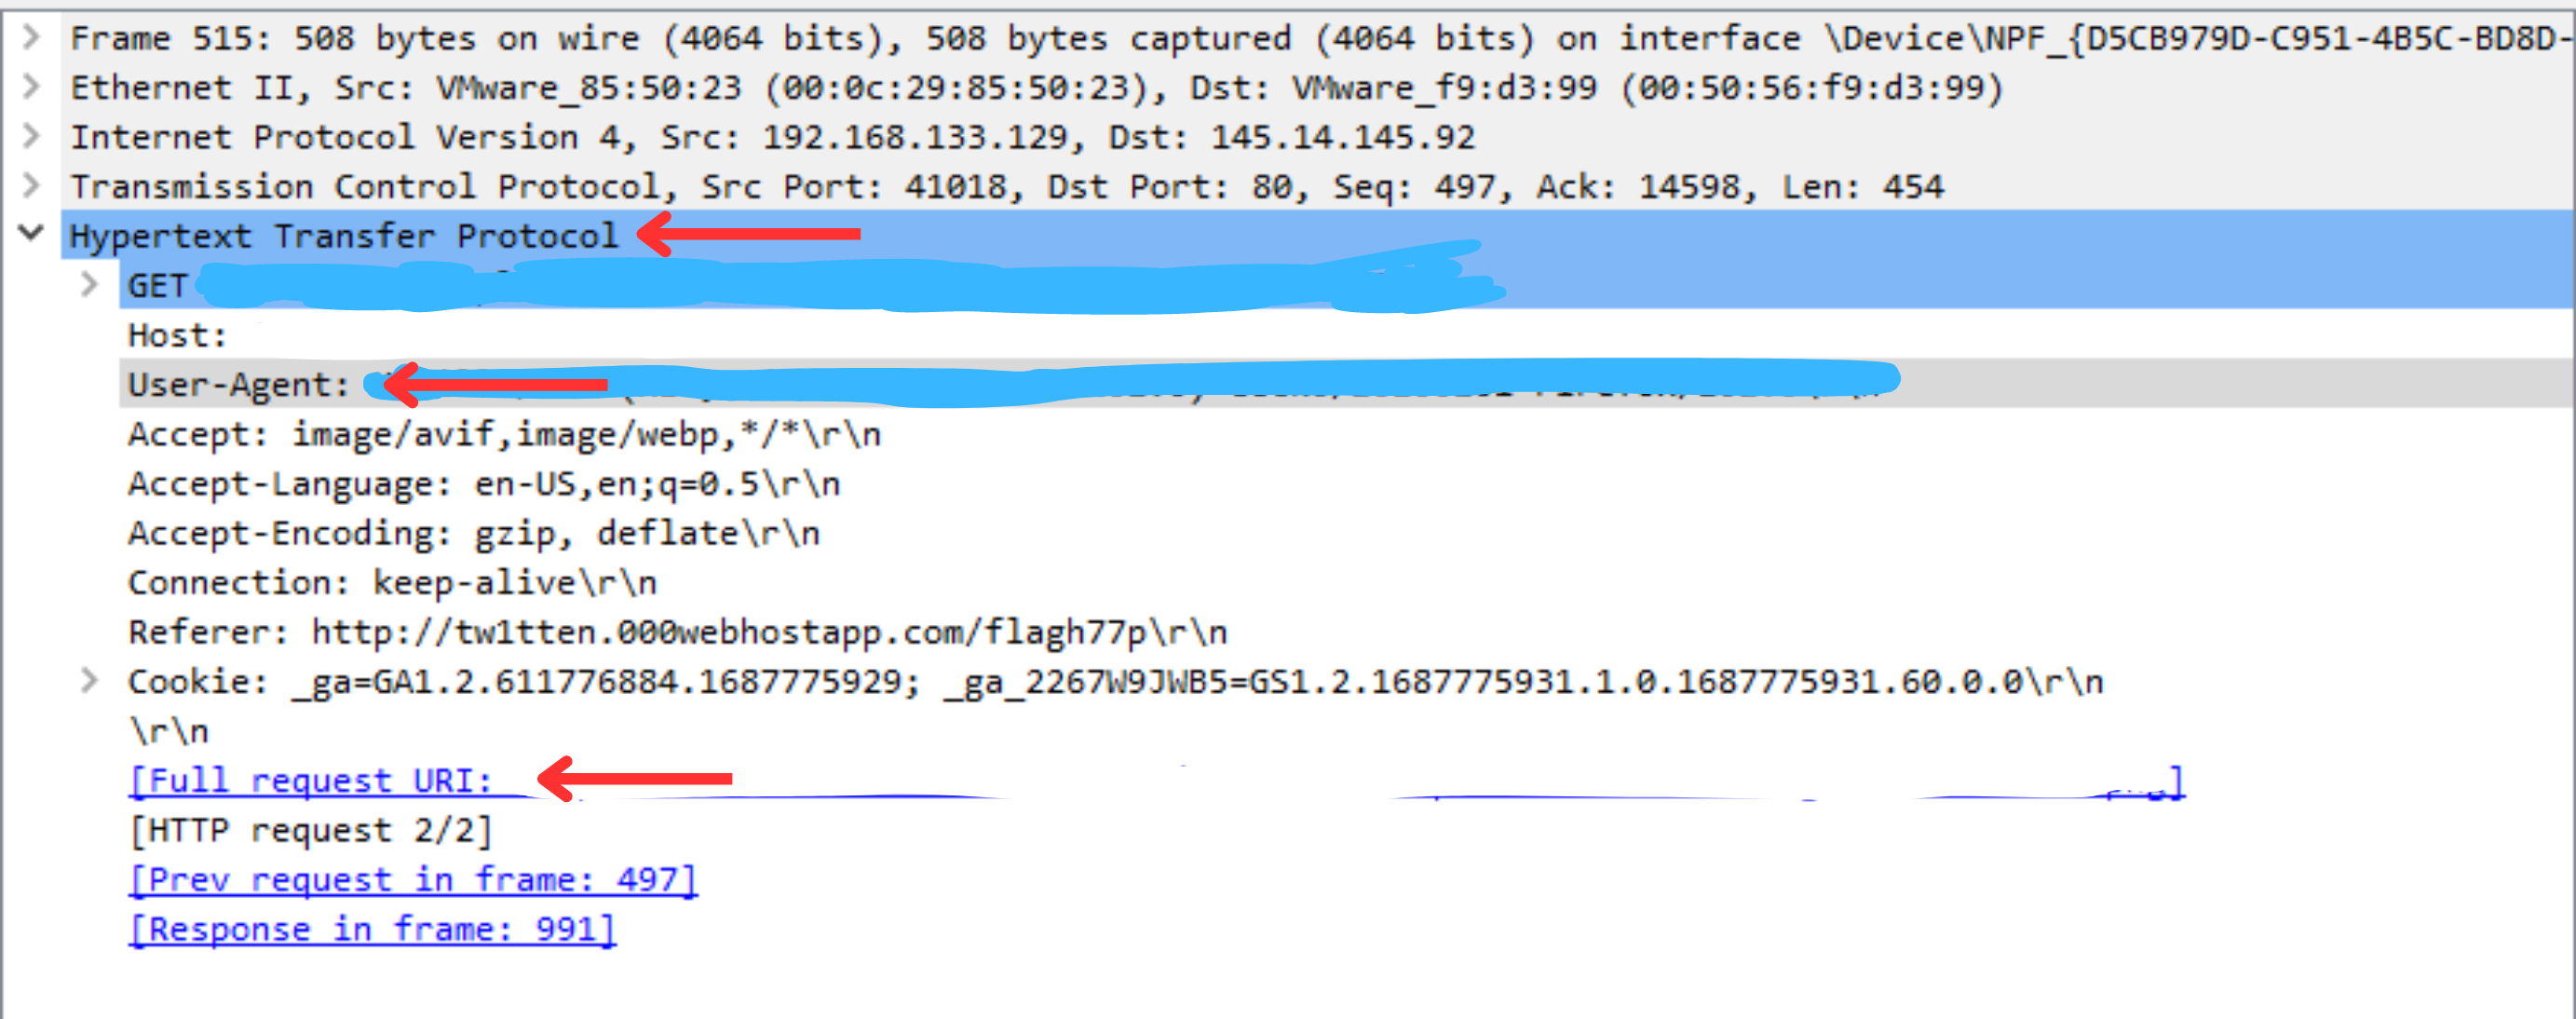 Frame 515: 508 bytes on wire (4064 bits), 508 bytes captured (4064 bits) on interface \Device\NPF_{D5CB979D-C951-4B5C-BD8D-
Ethernet II, Src: VMware_85:50:23 (00:0c:29:85:50:23), Dst: VMware_f9:d3:99 (00:50:56:f9:d3:99)
Internet Protocol Version 4, Src: 192.168.133.129, Dst: 145.14.145.92
Transmission Control Protocol, Src Port: 41018, Dst Port: 80, Seq: 497, Ack: 14598, Len: 454
Hypertext Transfer Protocol
GET
Host:
User-Agent:
Accept: image/avif,image/webp,*/*\r\n
Accept-Language: en-US,en;q=0.5\r\n
Accept-Encoding: gzip, deflate\r\n
Connection: keep-alive\r\n
Referer: http://tw1tten.000webhostapp.com/flagh77p\r\n
Cookie: _ga=GA1.2.611776884.1687775929; _ga_2267W9JWB5=GS1.2.1687775931.1.0.1687775931.60.0.0\r\n
\r\n
[Full request URI: ]
[HTTP request 2/2]
[Prev request in frame: 497]
[Response in frame: 991]